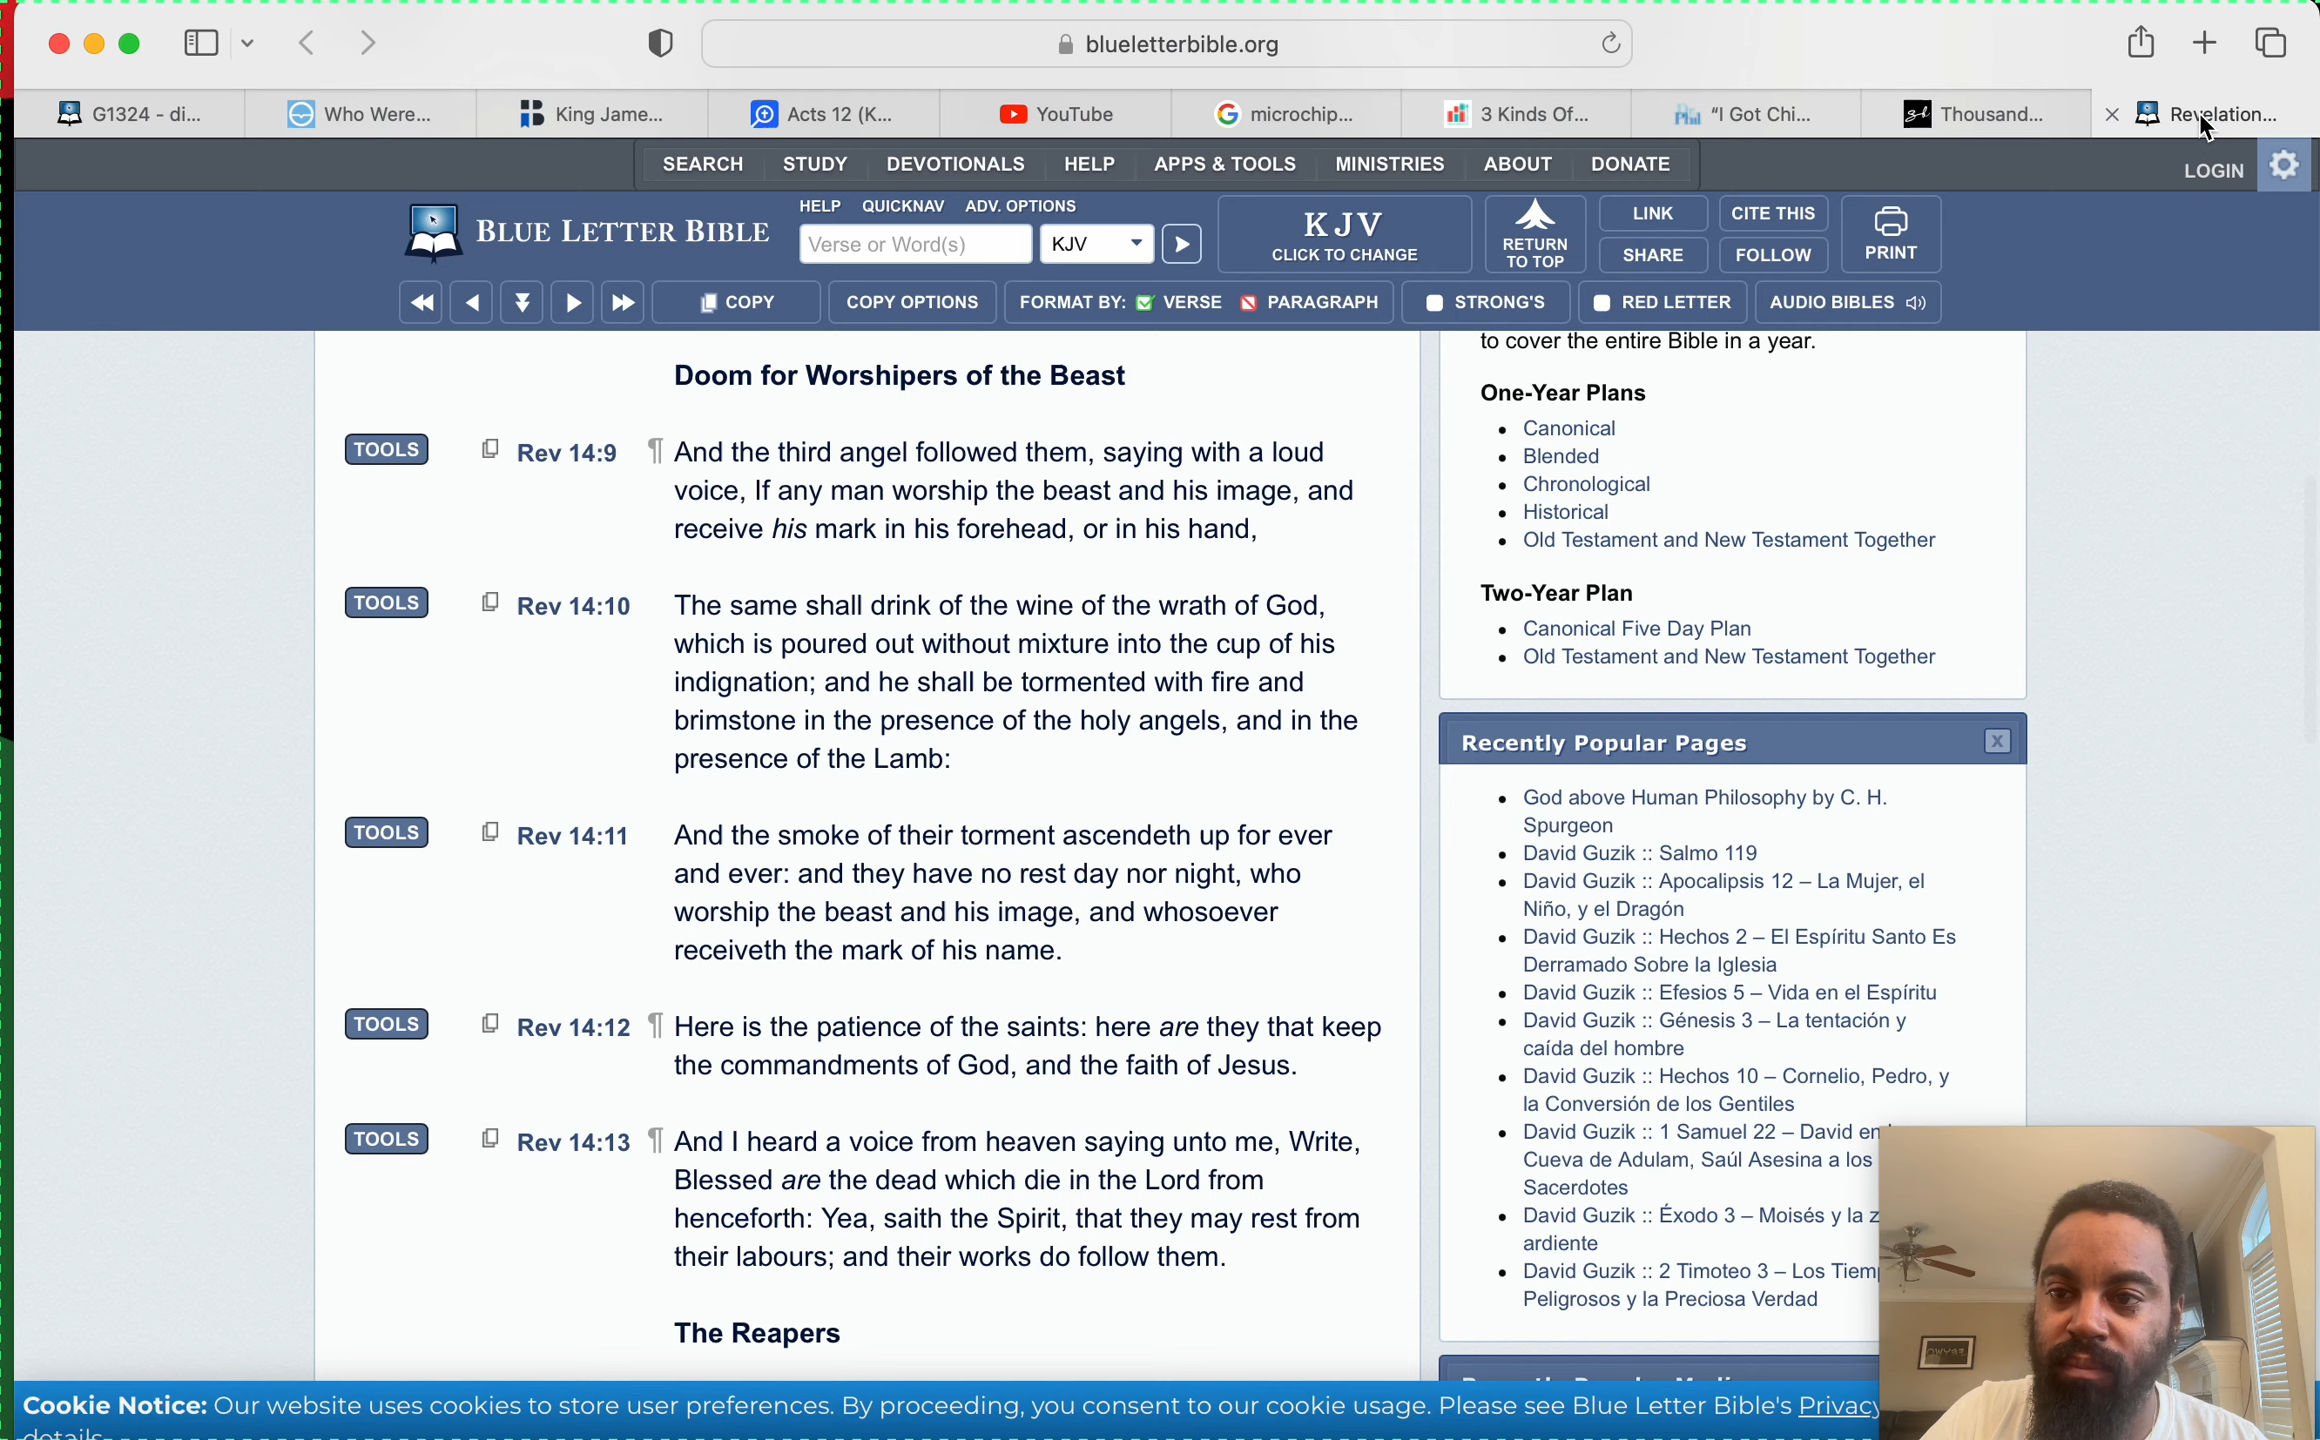 blueletterbible.org
G1324 - di...
Who Were...
King Jame...
Acts 12 (K...
YouTube
microchip...
3 Kinds Of...
“I Got Chi...
Thousand...
Revelation...
SEARCH STUDY DEVOTIONALS HELP APPS & TOOLS MINISTRIES ABOUT DONATE
LOGIN
BLUE LETTER BIBLE
HELP QUICKNAV ADV. OPTIONS
Verse or Word(s)
KJV
KJV
CLICK TO CHANGE
RETURN
TO TOP
LINK
CITE THIS
SHARE
FOLLOW
PRINT
COPY
COPY OPTIONS
FORMAT BY: VERSE PARAGRAPH
STRONG'S
RED LETTER
AUDIO BIBLES
Doom for Worshipers of the Beast
TOOLS
Rev 14:9 ¶ And the third angel followed them, saying with a loud
voice, If any man worship the beast and his image, and
receive his mark in his forehead, or in his hand,
TOOLS
Rev 14:10 The same shall drink of the wine of the wrath of God,
which is poured out without mixture into the cup of his
indignation; and he shall be tormented with fire and
brimstone in the presence of the holy angels, and in the
presence of the Lamb:
TOOLS
Rev 14:11 And the smoke of their torment ascendeth up for ever
and ever: and they have no rest day nor night, who
worship the beast and his image, and whosoever
receiveth the mark of his name.
TOOLS
Rev 14:12 ¶ Here is the patience of the saints: here are they that keep
the commandments of God, and the faith of Jesus.
TOOLS
Rev 14:13 ¶ And I heard a voice from heaven saying unto me, Write,
Blessed are the dead which die in the Lord from
henceforth: Yea, saith the Spirit, that they may rest from
their labours; and their works do follow them.
The Reapers
to cover the entire Bible in a year.
One-Year Plans
Canonical
Blended
Chronological
Historical
Old Testament and New Testament Together
Two-Year Plan
Canonical Five Day Plan
Old Testament and New Testament Together
Recently Popular Pages
X
God above Human Philosophy by C. H.
Spurgeon
David Guzik :: Salmo 119
David Guzik :: Apocalipsis 12 – La Mujer, el
Niño, y el Dragón
David Guzik :: Hechos 2 – El Espíritu Santo Es
Derramado Sobre la Iglesia
David Guzik :: Efesios 5 – Vida en el Espíritu
David Guzik :: Génesis 3 – La tentación y
caída del hombre
David Guzik :: Hechos 10 – Cornelio, Pedro, y
la Conversión de los Gentiles
David Guzik :: 1 Samuel 22 – David en
Cueva de Adulam, Saúl Asesina a los
Sacerdotes
David Guzik :: Éxodo 3 – Moisés y la z
ardiente
David Guzik :: 2 Timoteo 3 – Los Tiem
Peligrosos y la Preciosa Verdad
Cookie Notice: Our website uses cookies to store user preferences. By proceeding, you consent to our cookie usage. Please see Blue Letter Bible's Privacy
details